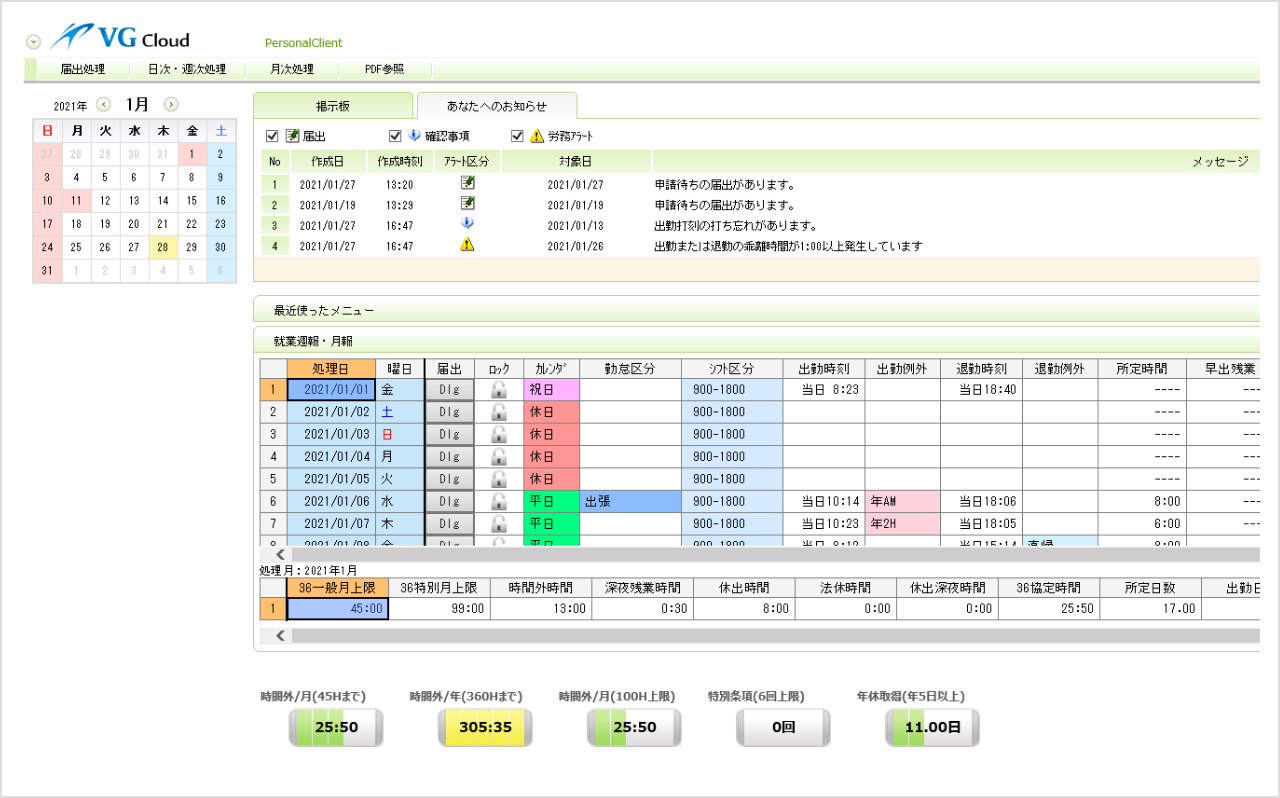 VG Cloud
PersonalClient
届出処理 日次・週次処理 月次処理 PDF参照
2021年 1月
日 月 火 水 木 金 土
27 28 29 30 31 1 2
3 4 5 6 7 8 9
10 11 12 13 14 15 16
17 18 19 20 21 22 23
24 25 26 27 28 29 30
31 1 2 3 4 5 6
掲示板 あなたへのお知らせ
届出 確認事項 労務ｱﾗｰﾄ
No 作成日 作成時刻 ｱﾗｰﾄ区分 対象日 メッセージ
1 2021/01/27 13:20 2021/01/27 申請待ちの届出があります。
2 2021/01/19 13:29 2021/01/19 申請待ちの届出があります。
3 2021/01/27 16:47 2021/01/13 出勤打刻の打ち忘れがあります。
4 2021/01/27 16:47 2021/01/26 出勤または退勤の乖離時間が1:00以上発生しています
最近使ったメニュー
就業週報・月報
処理日 曜日 届出 ﾛｯｸ ｶﾚﾝﾀﾞ 勤怠区分 ｼﾌﾄ区分 出勤時刻 出勤例外 退勤時刻 退勤例外 所定時間 早出残業
1 2021/01/01 金 Dlg 祝日 900-1800 当日 8:23 当日18:40 ---- ---
2 2021/01/02 土 Dlg 休日 900-1800 ---- ---
3 2021/01/03 日 Dlg 休日 900-1800 ---- ---
4 2021/01/04 月 Dlg 休日 900-1800 ---- ---
5 2021/01/05 火 Dlg 休日 900-1800 ---- ---
6 2021/01/06 水 Dlg 平日 出張 900-1800 当日10:14 年AM 当日18:06 8:00 ---
7 2021/01/07 木 Dlg 平日 900-1800 当日10:23 年2H 当日18:05 6:00 ---
8 2021/01/08 金 Dlg 平日 900-1800 当日 8:12 当日15:14 直帰 8:00
処理月:2021年1月
36一般月上限 36特別月上限 時間外時間 深夜残業時間 休出時間 法休時間 休出深夜時間 36協定時間 所定日数 出勤日
1 45:00 99:00 13:00 0:30 8:00 0:00 0:00 25:50 17.00
時間外/月(45Hまで) 時間外/年(360Hまで) 時間外/月(100H上限) 特別条項(6回上限) 年休取得(年5日以上)
25:50 305:35 25:50 0回 11.00日